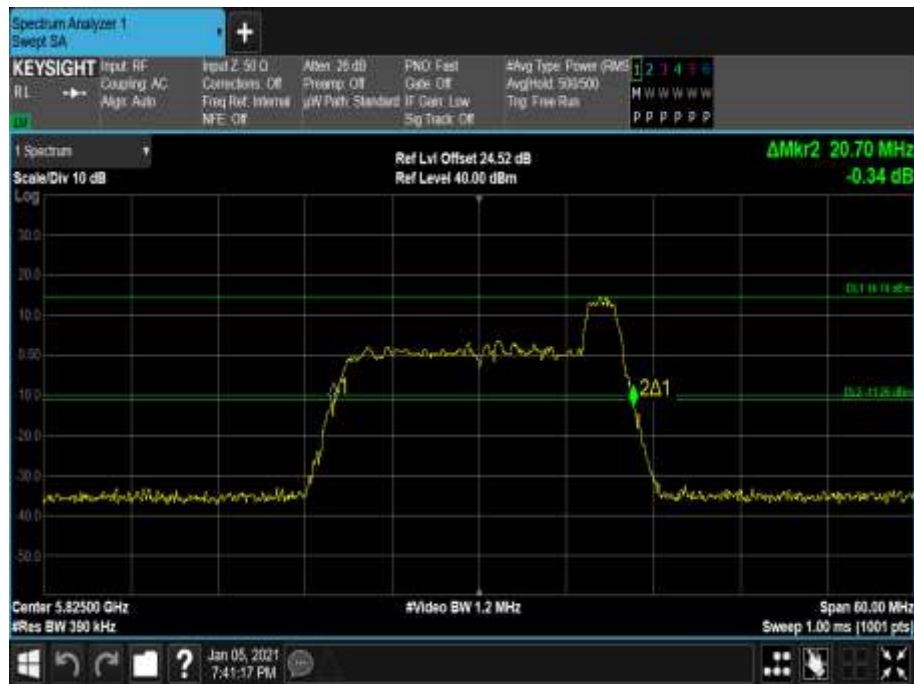 Spectrum Analyzer 1
Swept SA
+
KEYSIGHT
RL
Input: RF
Coupling: AC
Align: Auto
Input Z: 50 Ω
Corrections: Off
Freq Ref: Internal
NFE: Off
Atten: 26 dB
Preamp: Off
µW Path: Standard
PNO: Fast
Gate: Off
IF Gain: Low
Sig Track: Off
#Avg Type: Power (RMS
Avg|Hold: 500/500
Trig: Free Run
1 2 3 4 5 6
M W W W W W
P P P P P P
1 Spectrum
Scale/Div 10 dB
Log
Ref Lvl Offset 24.52 dB
Ref Level 40.00 dBm
ΔMkr2 20.70 MHz
-0.34 dB
30.0
20.0
10.0
0.00
-10.0
-20.0
-30.0
-40.0
-50.0
2Δ1
Center 5.82500 GHz
#Res BW 390 kHz
#Video BW 1.2 MHz
Span 60.00 MHz
Sweep 1.00 ms (1001 pts)
?
Jan 05, 2021
7:41:17 PM